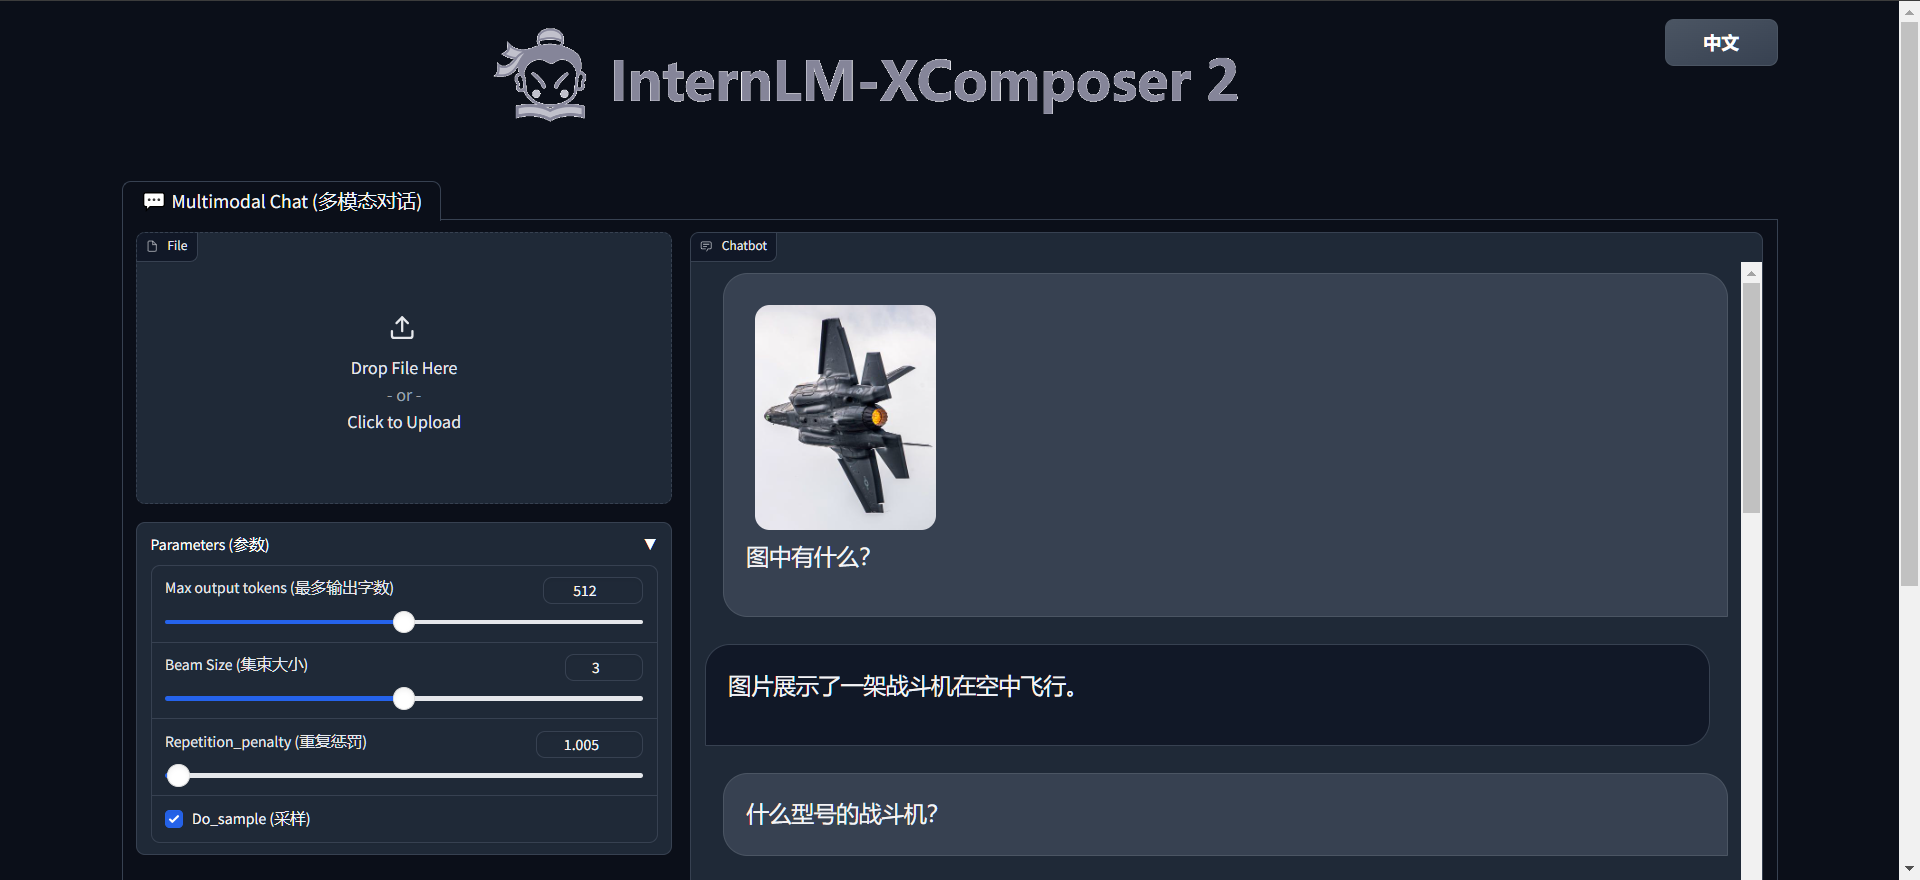 InternLM-XComposer 2
中文
Multimodal Chat (多模态对话)
File
Drop File Here
- or -
Click to Upload
Parameters (参数)
Max output tokens (最多输出字数)
512
Beam Size (集束大小)
3
Repetition_penalty (重复惩罚)
1.005
Do_sample (采样)
Chatbot
图中有什么?
图片展示了一架战斗机在空中飞行。
什么型号的战斗机?